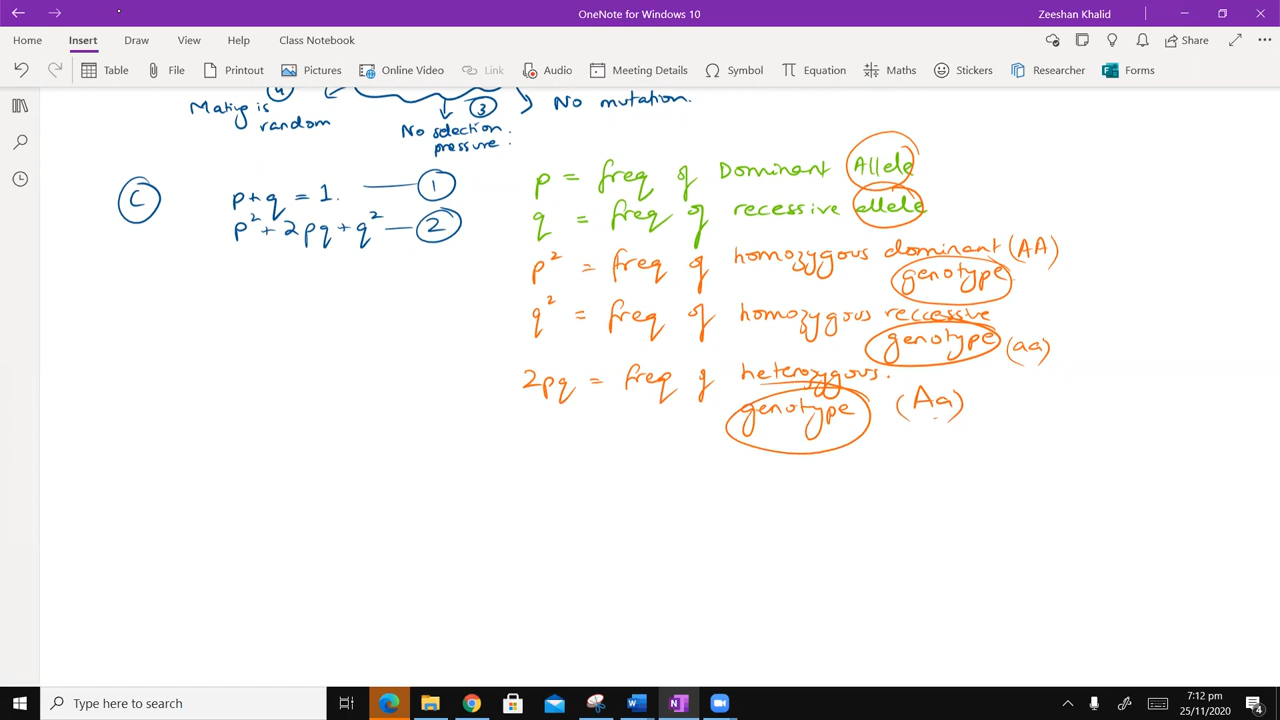 OneNote for Windows 10
Zeeshan Khalid
Home Insert Draw View Help Class Notebook
Share
Table File Printout Pictures Online Video Link Audio Meeting Details Symbol Equation Maths Stickers Researcher Forms
4
Mating is
random
3
No selection
pressure.
No mutation.
C
p+q = 1. 1
p² + 2pq + q² 2
p = freq of Dominant Allele
q = freq of recessive allele
p² = freq of homozygous dominant (AA)
genotype
q² = freq of homozygous reccessive
genotype (aa)
2pq = freq of heterozygous.
genotype (Aa)
Type here to search
7:12 pm
25/11/2020
4